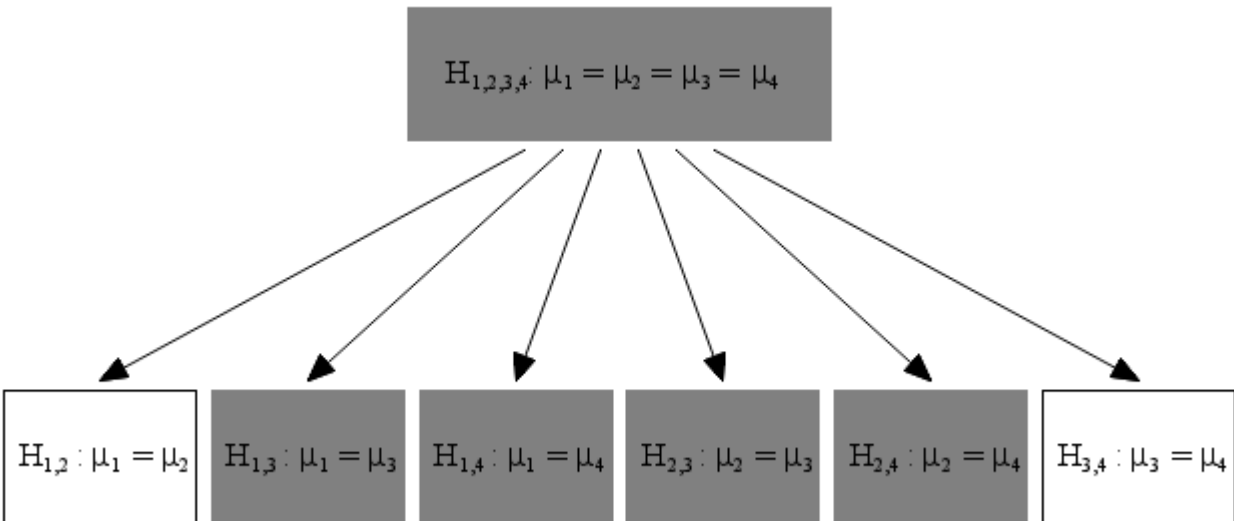 H₁,₂,₃,₄: μ₁ = μ₂ = μ₃ = μ₄
H₁,₂ : μ₁ = μ₂
H₁,₃ : μ₁ = μ₃
H₁,₄ : μ₁ = μ₄
H₂,₃ : μ₂ = μ₃
H₂,₄ : μ₂ = μ₄
H₃,₄ : μ₃ = μ₄